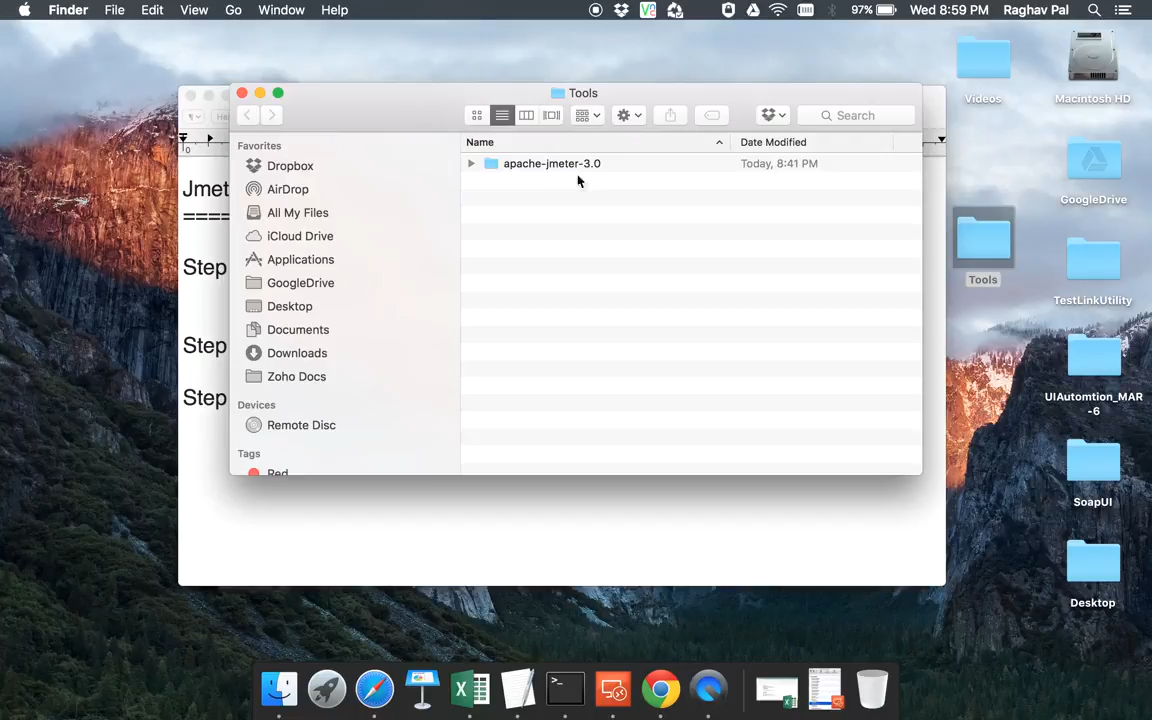 Finder File Edit View Go Window Help 97% Wed 8:59 PM Raghav Pal
Tools
Search
Favorites
Dropbox
AirDrop
All My Files
iCloud Drive
Applications
GoogleDrive
Desktop
Documents
Downloads
Zoho Docs
Devices
Remote Disc
Tags
Red
Name Date Modified
apache-jmeter-3.0 Today, 8:41 PM
Jmet
====
Step
Step
Step
Videos
Macintosh HD
GoogleDrive
Tools
TestLinkUtility
UIAutomtion_MAR
-6
SoapUI
Desktop